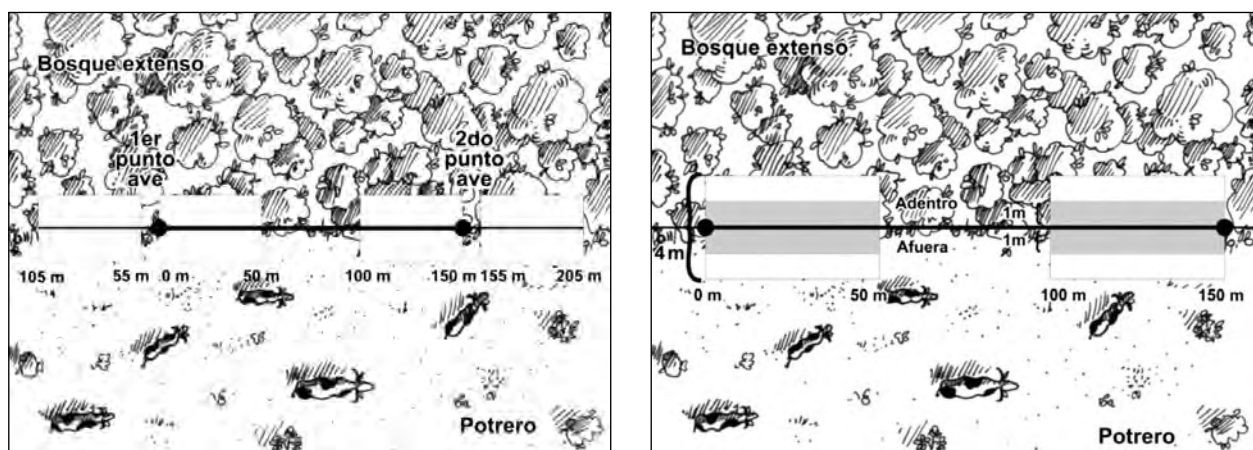 Bosque extenso
1er
punto
ave
2do
punto
ave
105 m 55 m 0 m 50 m 100 m 150 m 155 m 205 m
Potrero
Bosque extenso
Adentro 1m
Afuera 1m
4 m
0 m 50 m 100 m 150 m
Potrero